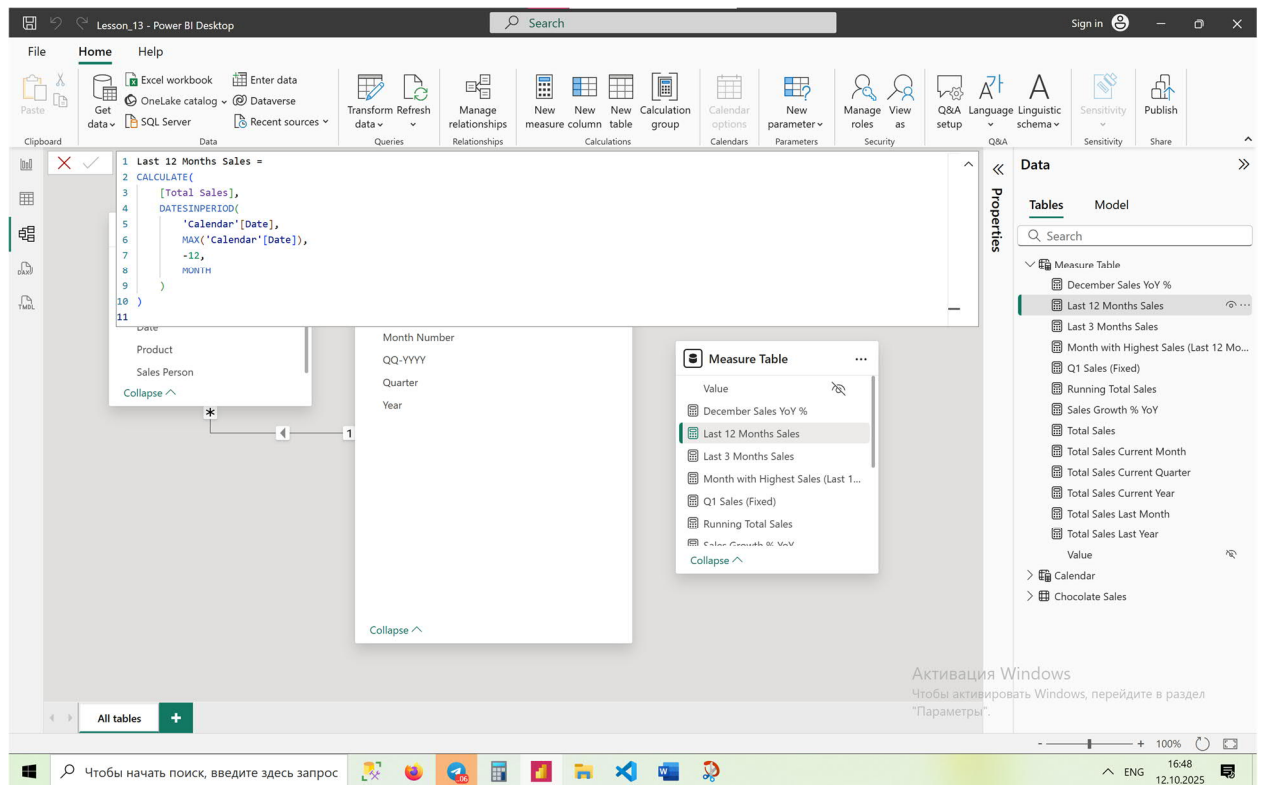 Lesson_13 - Power BI Desktop
Search
Sign in
File
Home
Help
Paste
Get data
Excel workbook
OneLake catalog
SQL Server
Enter data
Dataverse
Recent sources
Transform data
Refresh
Manage relationships
New measure
New column
New table
Calculation group
Calendar options
New parameter
Manage roles
View as
Q&A setup
Language
Linguistic schema
Sensitivity
Publish
Clipboard
Data
Queries
Relationships
Calculations
Calendars
Parameters
Security
Q&A
Sensitivity
Share
1 Last 12 Months Sales =
2 CALCULATE(
3 [Total Sales],
4 DATESINPERIOD(
5 'Calendar'[Date],
6 MAX('Calendar'[Date]),
7 -12,
8 MONTH
9 )
10 )
11
DAX
TMDL
Date
Product
Sales Person
Collapse
*
1
Month Number
QQ-YYYY
Quarter
Year
Collapse
Measure Table
Value
December Sales YoY %
Last 12 Months Sales
Last 3 Months Sales
Month with Highest Sales (Last 1...
Q1 Sales (Fixed)
Running Total Sales
Sales Growth % YoY
Collapse
Properties
Data
Tables
Model
Search
Measure Table
December Sales YoY %
Last 12 Months Sales
Last 3 Months Sales
Month with Highest Sales (Last 12 Mo...
Q1 Sales (Fixed)
Running Total Sales
Sales Growth % YoY
Total Sales
Total Sales Current Month
Total Sales Current Quarter
Total Sales Current Year
Total Sales Last Month
Total Sales Last Year
Value
Calendar
Chocolate Sales
Активация Windows
Чтобы активировать Windows, перейдите в раздел
"Параметры".
All tables
+
- + 100%
Чтобы начать поиск, введите здесь запрос
ENG
16:48
12.10.2025